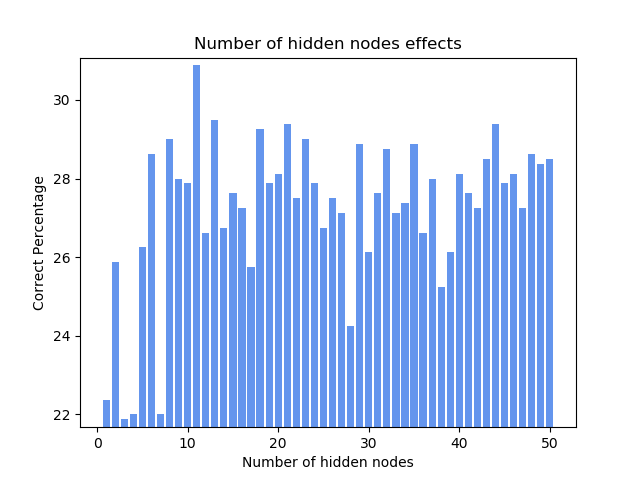 Number of hidden nodes effects
Correct Percentage
30
28
26
24
22
0 10 20 30 40 50
Number of hidden nodes